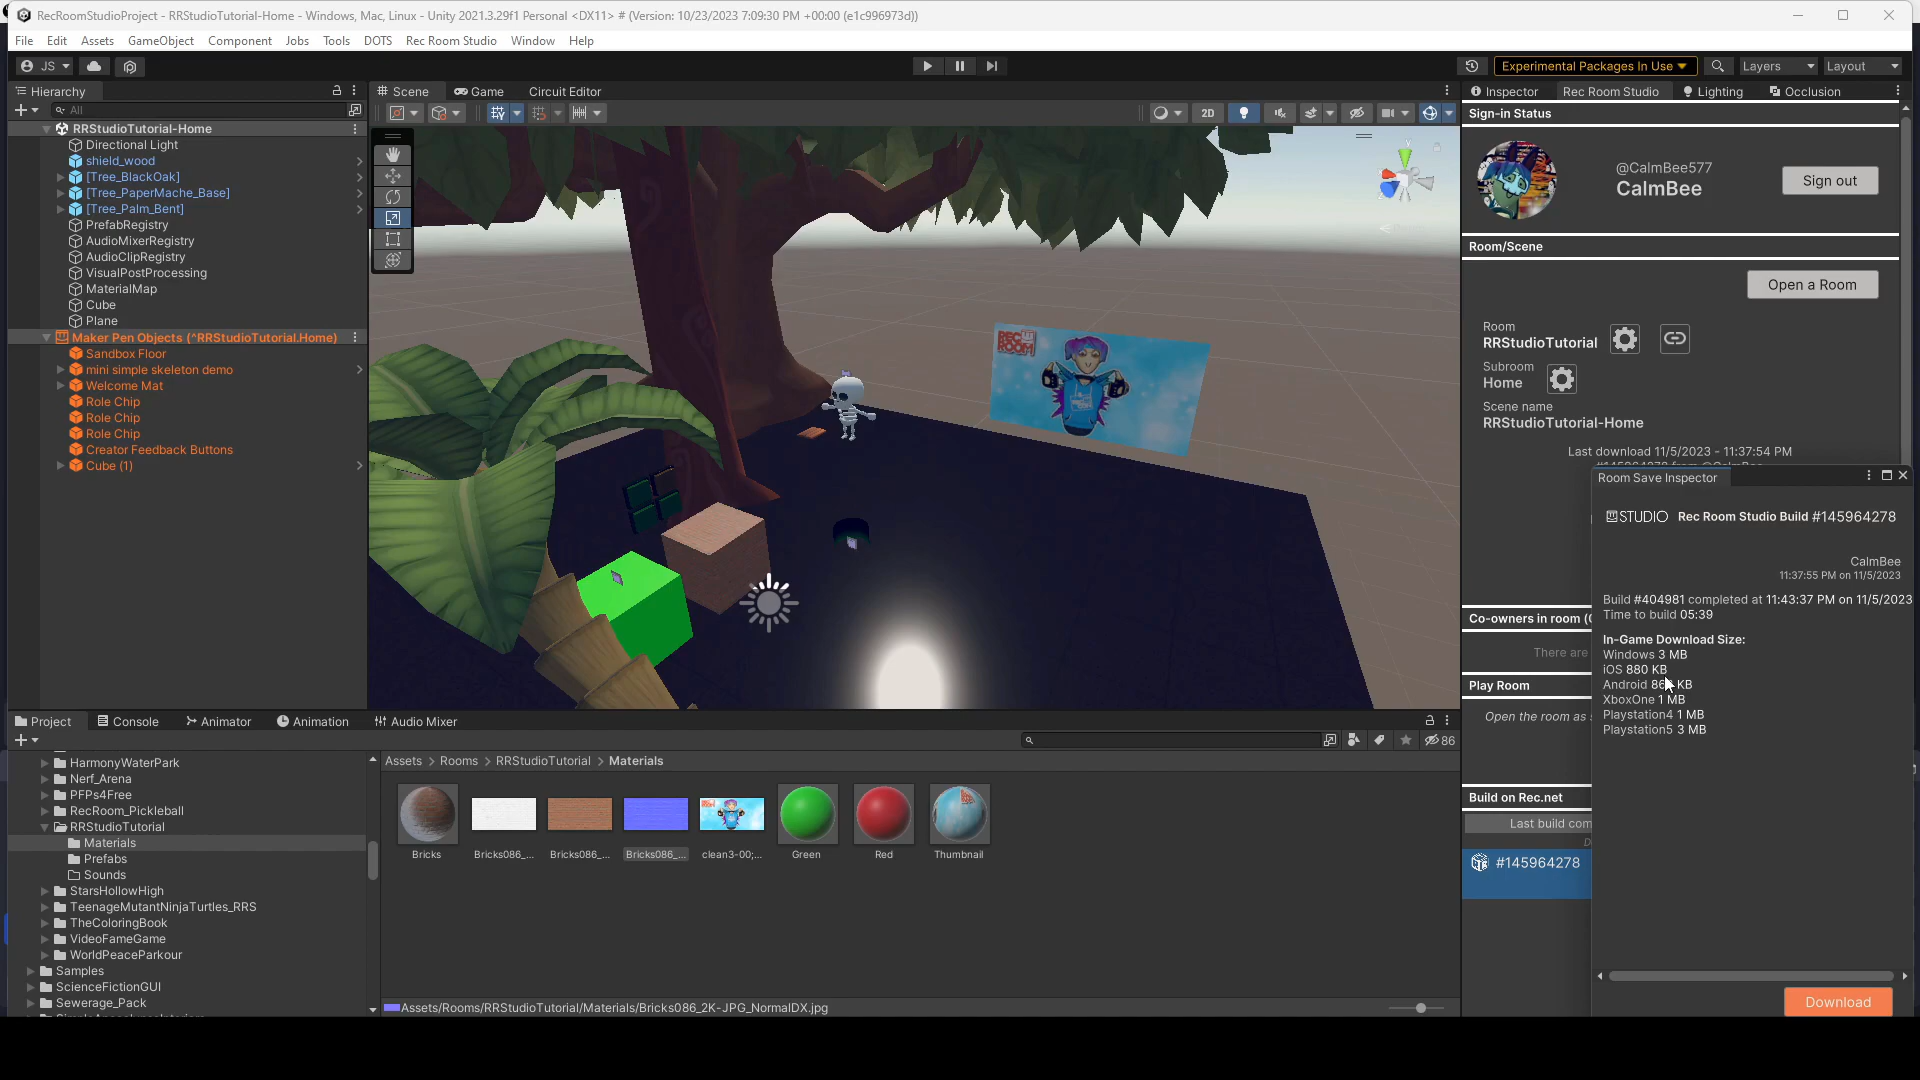 RecRoomStudioProject - RRStudioTutorial-Home - Windows, Mac, Linux - Unity 2021.3.29f1 Personal <DX11> # (Version: 10/23/2023 7:09:30 PM +00:00 (e1c996973d))
File Edit Assets GameObject Component Jobs Tools DOTS Rec Room Studio Window Help
JS Experimental Packages In Use Layers Layout
Hierarchy
All
RRStudioTutorial-Home
Directional Light
shield_wood
[Tree_BlackOak]
[Tree_PaperMache_Base]
[Tree_Palm_Bent]
PrefabRegistry
AudioMixerRegistry
AudioClipRegistry
VisualPostProcessing
MaterialMap
Cube
Plane
Maker Pen Objects (^RRStudioTutorial.Home)
Sandbox Floor
mini simple skeleton demo
Welcome Mat
Role Chip
Role Chip
Role Chip
Creator Feedback Buttons
Cube (1)
Scene Game Circuit Editor
2D
REC ROOM
Inspector Rec Room Studio Lighting Occlusion
Sign-in Status
@CalmBee577
CalmBee
Sign out
Room/Scene
Open a Room
Room
RRStudioTutorial
Subroom
Home
Scene name
RRStudioTutorial-Home
Last download 11/5/2023 - 11:37:54 PM
Co-owners in room
There are
Play Room
Open the room as
Build on Rec.net
Last build com
#145964278
Room Save Inspector
STUDIO Rec Room Studio Build #145964278
CalmBee
11:37:55 PM on 11/5/2023
Build #404981 completed at 11:43:37 PM on 11/5/2023
Time to build 05:39
In-Game Download Size:
Windows 3 MB
iOS 880 KB
Android KB
XboxOne 1 MB
Playstation4 1 MB
Playstation5 3 MB
Download
Project Console Animator Animation Audio Mixer
86
HarmonyWaterPark
Nerf_Arena
PFPs4Free
RecRoom_Pickleball
RRStudioTutorial
Materials
Prefabs
Sounds
StarsHollowHigh
TeenageMutantNinjaTurtles_RRS
TheColoringBook
VideoFameGame
WorldPeaceParkour
Samples
ScienceFictionGUI
Sewerage_Pack
Assets > Rooms > RRStudioTutorial > Materials
Bricks Bricks086_... Bricks086_... Bricks086_... clean3-00;... Green Red Thumbnail
Assets/Rooms/RRStudioTutorial/Materials/Bricks086_2K-JPG_NormalDX.jpg